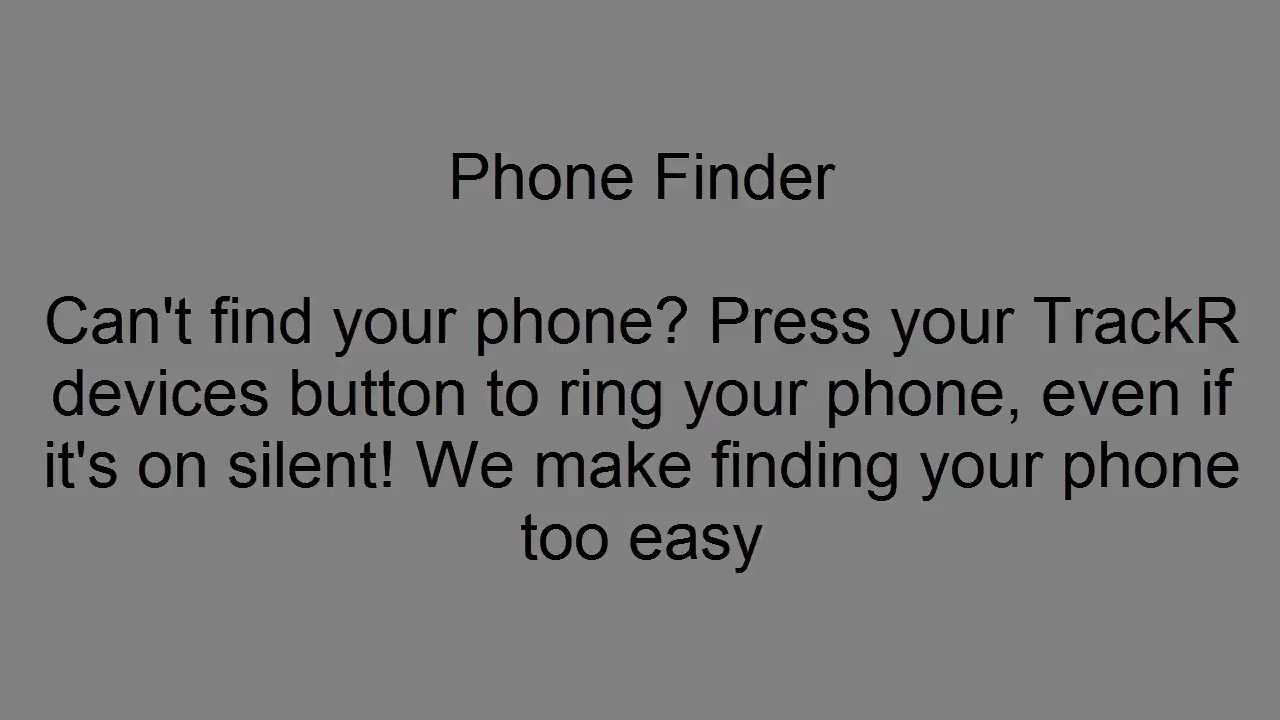 Phone Finder
Can't find your phone? Press your TrackR
devices button to ring your phone, even if
it's on silent! We make finding your phone
too easy